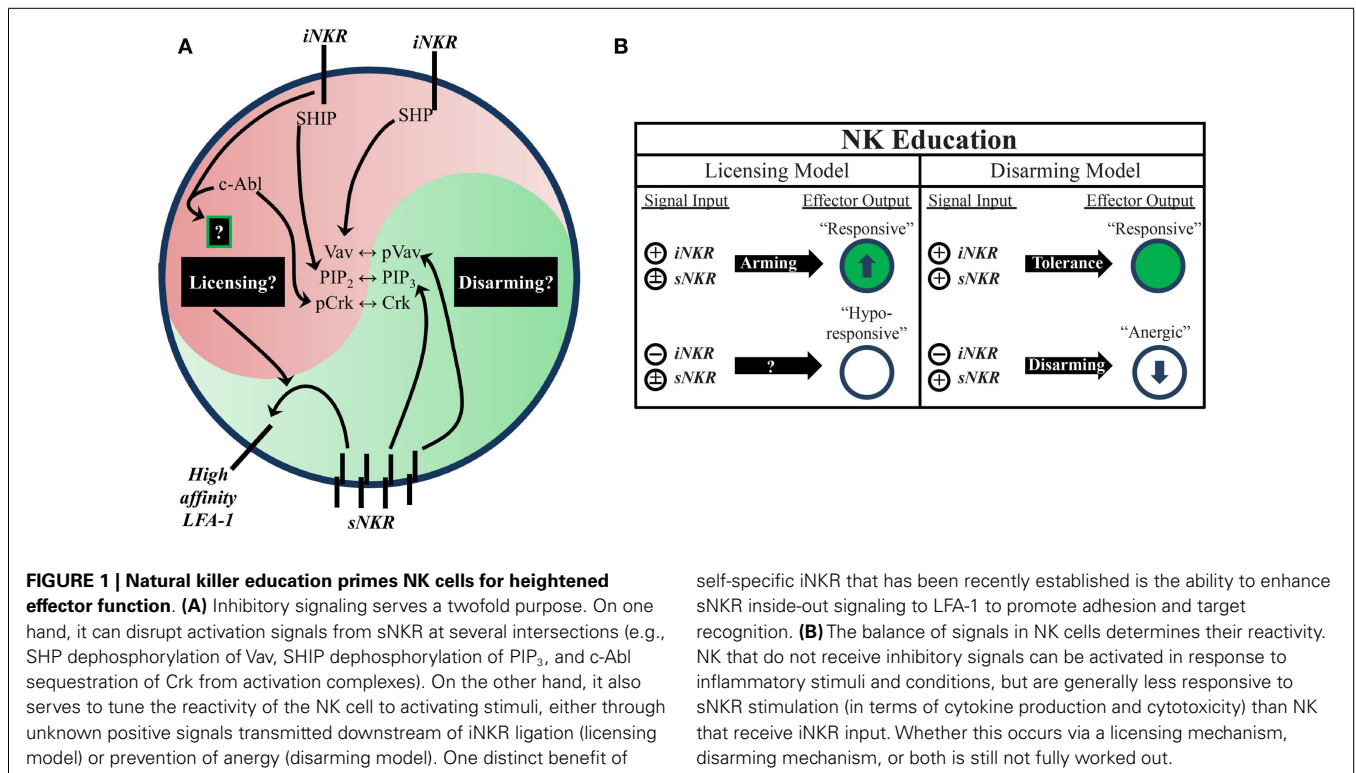 A
iNKR
iNKR
SHIP
SHP
c-Abl
?
Licensing?
Vav ↔ pVav
PIP₂ ↔ PIP₃
pCrk ↔ Crk
Disarming?
High
affinity
LFA-1
sNKR
B
NK Education
Licensing Model
Signal Input
Effector Output
“Responsive”
+ iNKR
± sNKR
Arming
“Hypo-
responsive”
− iNKR
± sNKR
?
Disarming Model
Signal Input
Effector Output
“Responsive”
+ iNKR
+ sNKR
Tolerance
“Anergic”
− iNKR
+ sNKR
Disarming
FIGURE 1 | Natural killer education primes NK cells for heightened
effector function. (A) Inhibitory signaling serves a twofold purpose. On one
hand, it can disrupt activation signals from sNKR at several intersections (e.g.,
SHP dephosphorylation of Vav, SHIP dephosphorylation of PIP₃, and c-Abl
sequestration of Crk from activation complexes). On the other hand, it also
serves to tune the reactivity of the NK cell to activating stimuli, either through
unknown positive signals transmitted downstream of iNKR ligation (licensing
model) or prevention of anergy (disarming model). One distinct benefit of
self-specific iNKR that has been recently established is the ability to enhance
sNKR inside-out signaling to LFA-1 to promote adhesion and target
recognition. (B) The balance of signals in NK cells determines their reactivity.
NK that do not receive inhibitory signals can be activated in response to
inflammatory stimuli and conditions, but are generally less responsive to
sNKR stimulation (in terms of cytokine production and cytotoxicity) than NK
that receive iNKR input. Whether this occurs via a licensing mechanism,
disarming mechanism, or both is still not fully worked out.